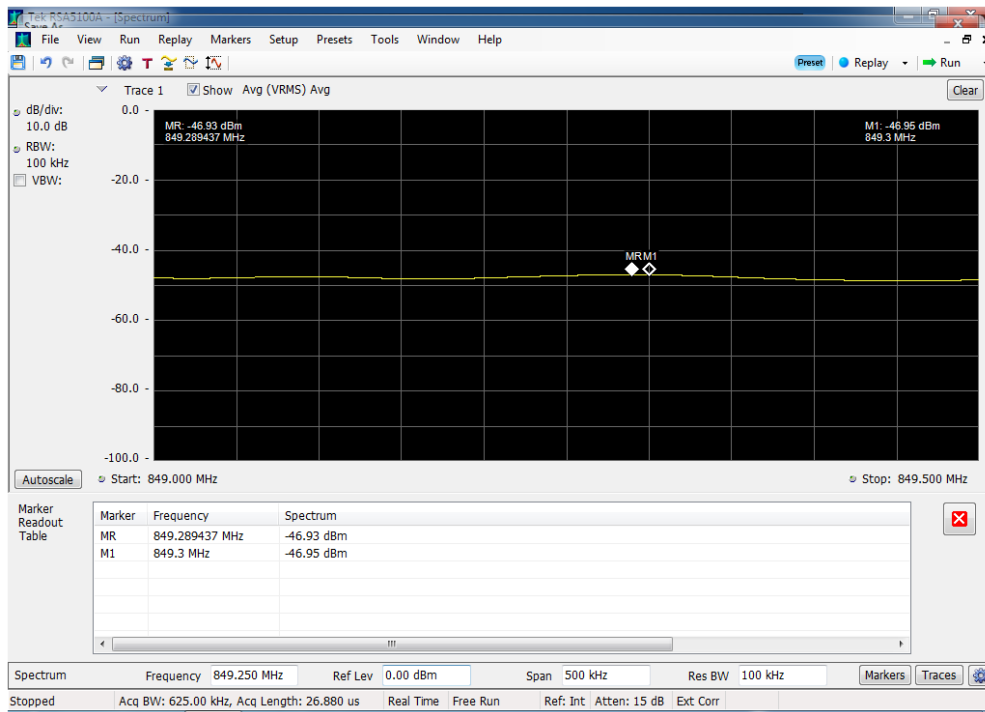 Tek RSA5100A - [Spectrum]
Save As
File View Run Replay Markers Setup Presets Tools Window Help
T Preset Replay Run
Trace 1 Show Avg (VRMS) Avg Clear
dB/div:
10.0 dB
RBW:
100 kHz
VBW:
0.0 -
MR: -46.93 dBm
849.289437 MHz
M1: -46.95 dBm
849.3 MHz
-20.0 -
-40.0 -
MR M1
-60.0 -
-80.0 -
-100.0 -
Autoscale Start: 849.000 MHz Stop: 849.500 MHz
Marker
Readout
Table
Marker Frequency Spectrum
MR 849.289437 MHz -46.93 dBm
M1 849.3 MHz -46.95 dBm
Spectrum Frequency 849.250 MHz Ref Lev 0.00 dBm Span 500 kHz Res BW 100 kHz Markers Traces
Stopped Acq BW: 625.00 kHz, Acq Length: 26.880 us Real Time Free Run Ref: Int Atten: 15 dB Ext Corr